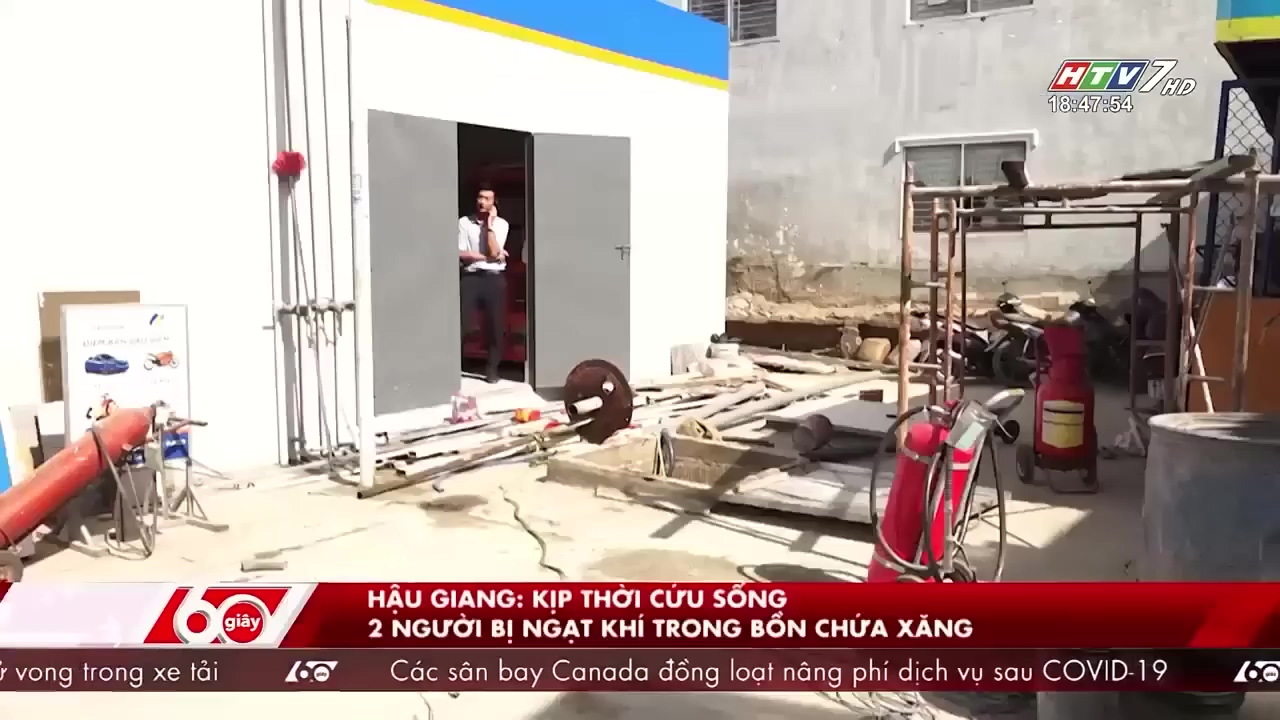 HTV7 HD
18:47:54
60 giây
HẬU GIANG: KỊP THỜI CỨU SỐNG
2 NGƯỜI BỊ NGẠT KHÍ TRONG BỒN CHỨA XĂNG
vong trong xe tải
60 giây
Các sân bay Canada đồng loạt nâng phí dịch vụ sau COVID-19